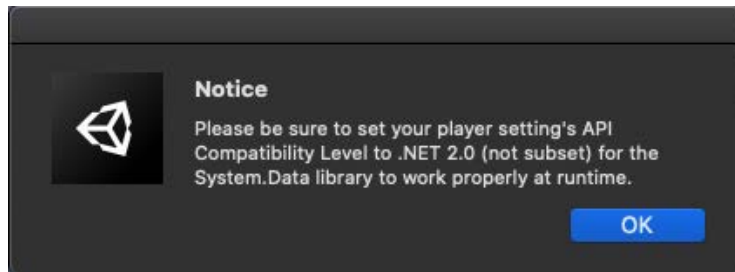 Notice
Please be sure to set your player setting's API
Compatibility Level to .NET 2.0 (not subset) for the
System.Data library to work properly at runtime.
OK